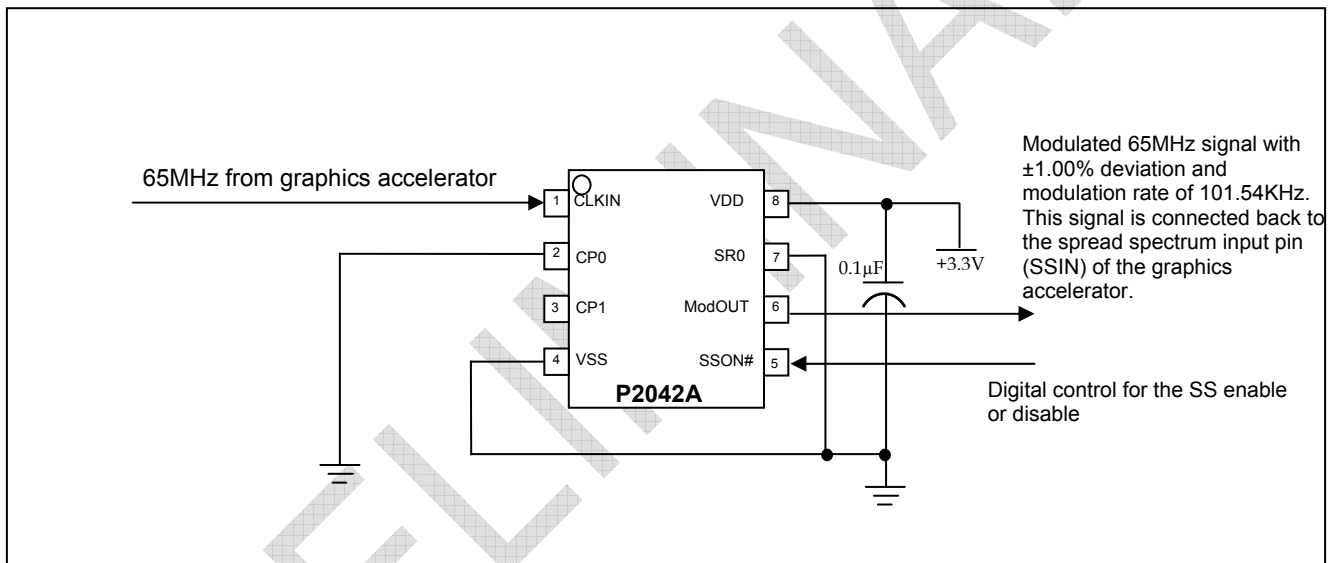 65MHz from graphics accelerator
1 CLKIN
2 CP0
3 CP1
4 VSS
VDD 8
SR0 7
ModOUT 6
SSON# 5
P2042A
0.1µF
+3.3V
Modulated 65MHz signal with
±1.00% deviation and
modulation rate of 101.54KHz.
This signal is connected back to
the spread spectrum input pin
(SSIN) of the graphics
accelerator.
Digital control for the SS enable
or disable
ELIMINA